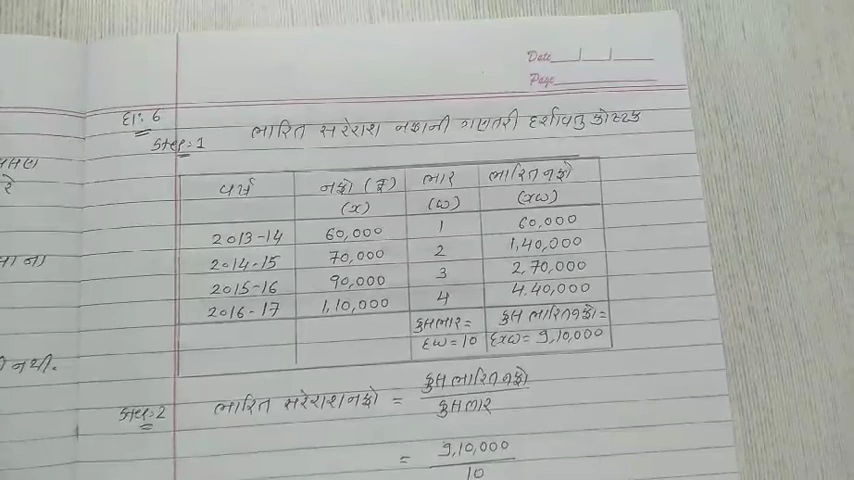 Date
Page
દા: 6
Step:1 ભારિત સરેરાશ નફાની ગણતરી દર્શાવતુ કોષ્ટક
વર્ષ નફો (₹) ભાર ભારિત નફો
(x) (w) (xw)
2013-14 60,000 1 60,000
2014-15 70,000 2 1,40,000
2015-16 90,000 3 2,70,000
2016-17 1,10,000 4 4,40,000
કુલ ભાર = કુલ ભારિત નફો =
Σw = 10 Σxw = 9,10,000
નથી.
Step:2 ભારિત સરેરાશ નફો = કુલ ભારિત નફો
કુલ ભાર
= 9,10,000
10